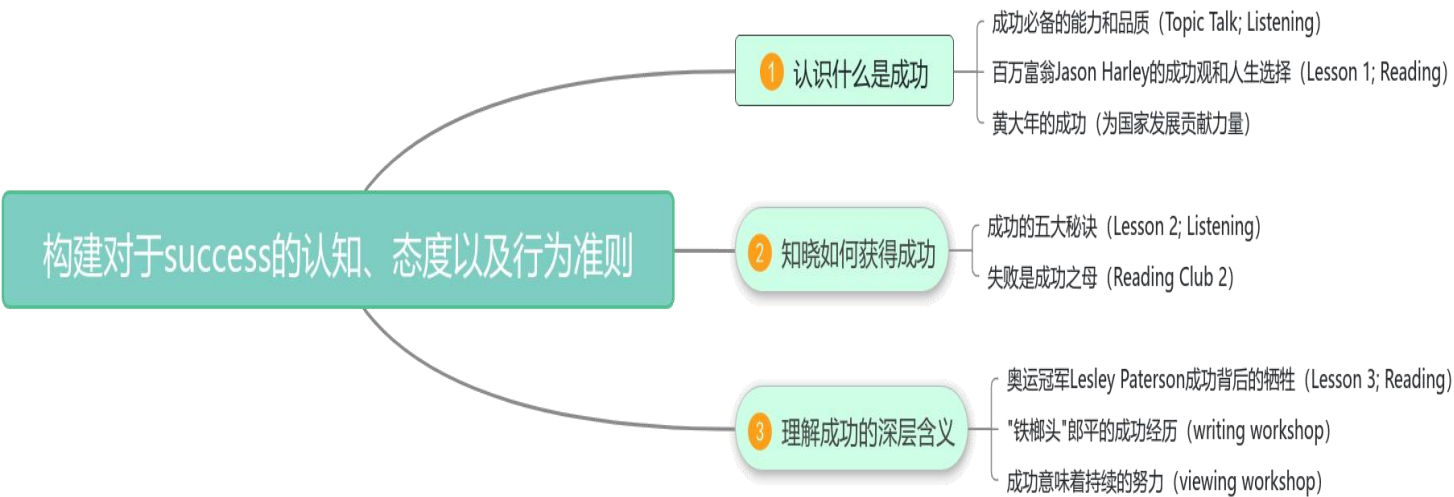 构建对于success的认知、态度以及行为准则
1 认识什么是成功
成功必备的能力和品质（Topic Talk; Listening）
百万富翁Jason Harley的成功观和人生选择（Lesson 1; Reading）
黄大年的成功（为国家发展贡献力量）
2 知晓如何获得成功
成功的五大秘诀（Lesson 2; Listening）
失败是成功之母（Reading Club 2）
3 理解成功的深层含义
奥运冠军Lesley Paterson成功背后的牺牲（Lesson 3; Reading）
"铁榔头"郎平的成功经历（writing workshop）
成功意味着持续的努力（viewing workshop）